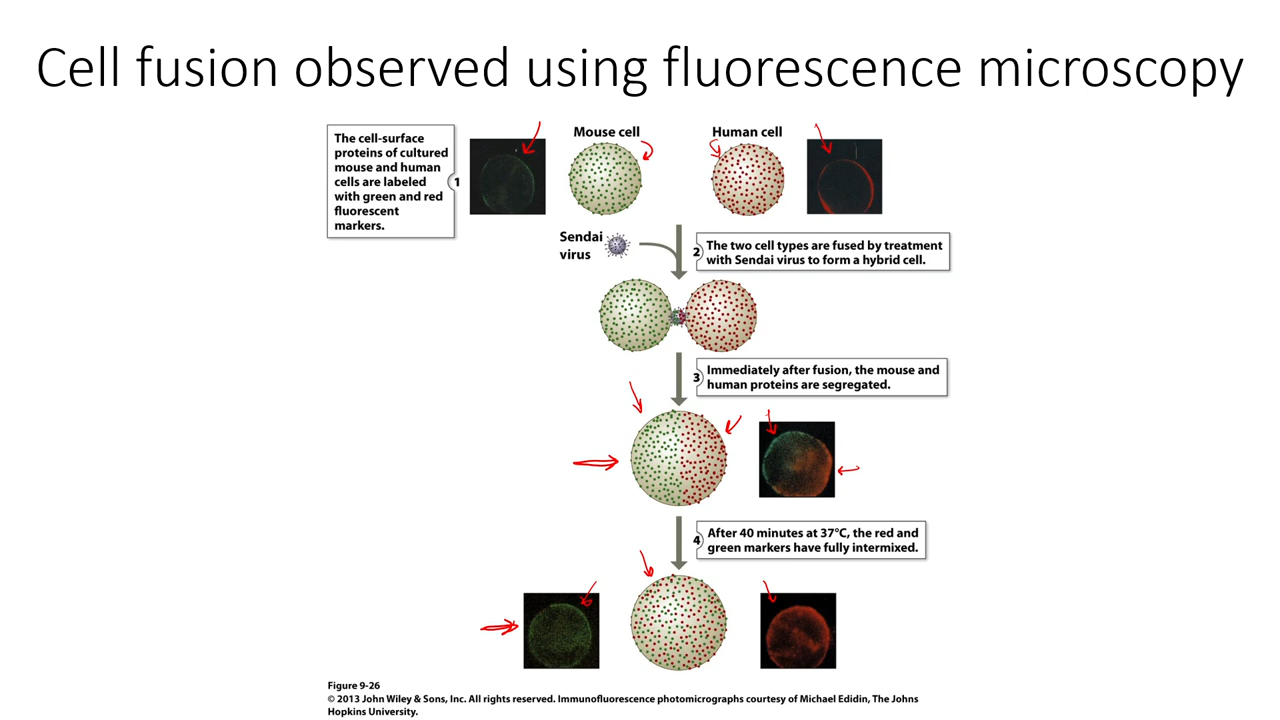 Cell fusion observed using fluorescence microscopy
The cell-surface
proteins of cultured
mouse and human
cells are labeled
with green and red
fluorescent
markers.
1
Mouse cell
Human cell
Sendai
virus
2
The two cell types are fused by treatment
with Sendai virus to form a hybrid cell.
3
Immediately after fusion, the mouse and
human proteins are segregated.
4
After 40 minutes at 37°C, the red and
green markers have fully intermixed.
Figure 9-26
© 2013 John Wiley & Sons, Inc. All rights reserved. Immunofluorescence photomicrographs courtesy of Michael Edidin, The Johns
Hopkins University.